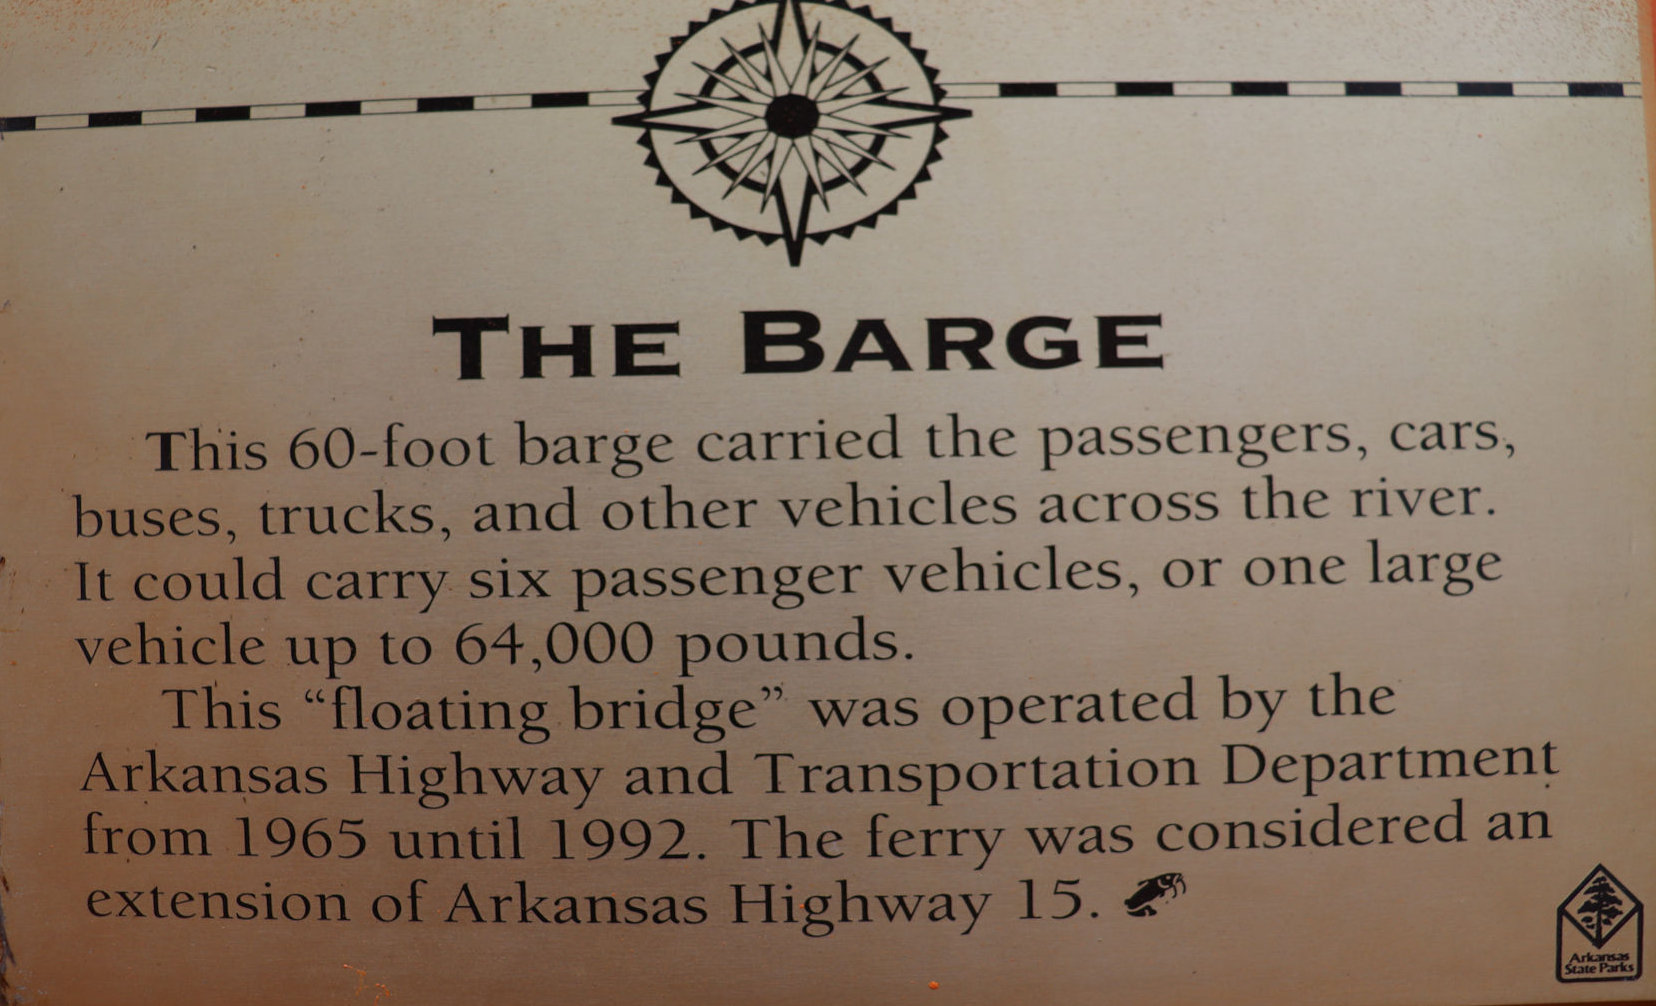 THE BARGE
This 60-foot barge carried the passengers, cars,
buses, trucks, and other vehicles across the river.
It could carry six passenger vehicles, or one large
vehicle up to 64,000 pounds.
This “floating bridge” was operated by the
Arkansas Highway and Transportation Department
from 1965 until 1992. The ferry was considered an
extension of Arkansas Highway 15.
Arkansas
State Parks